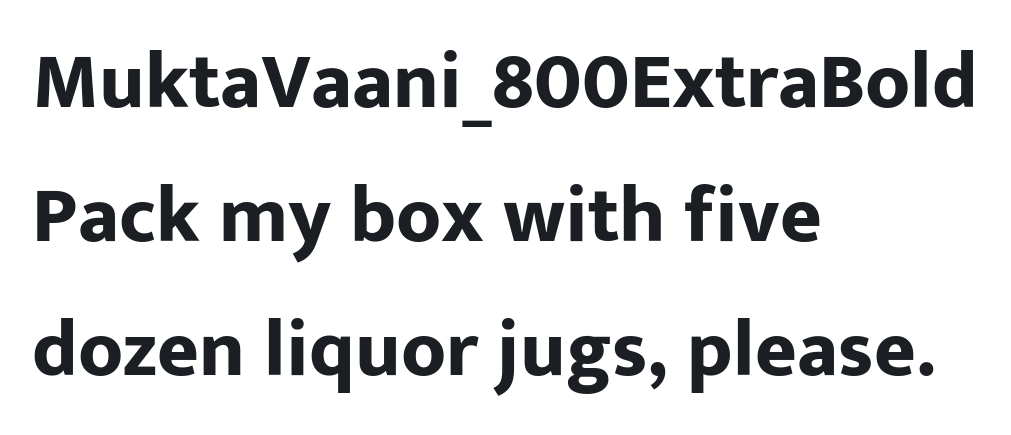 MuktaVaani_800ExtraBold
Pack my box with five
dozen liquor jugs, please.